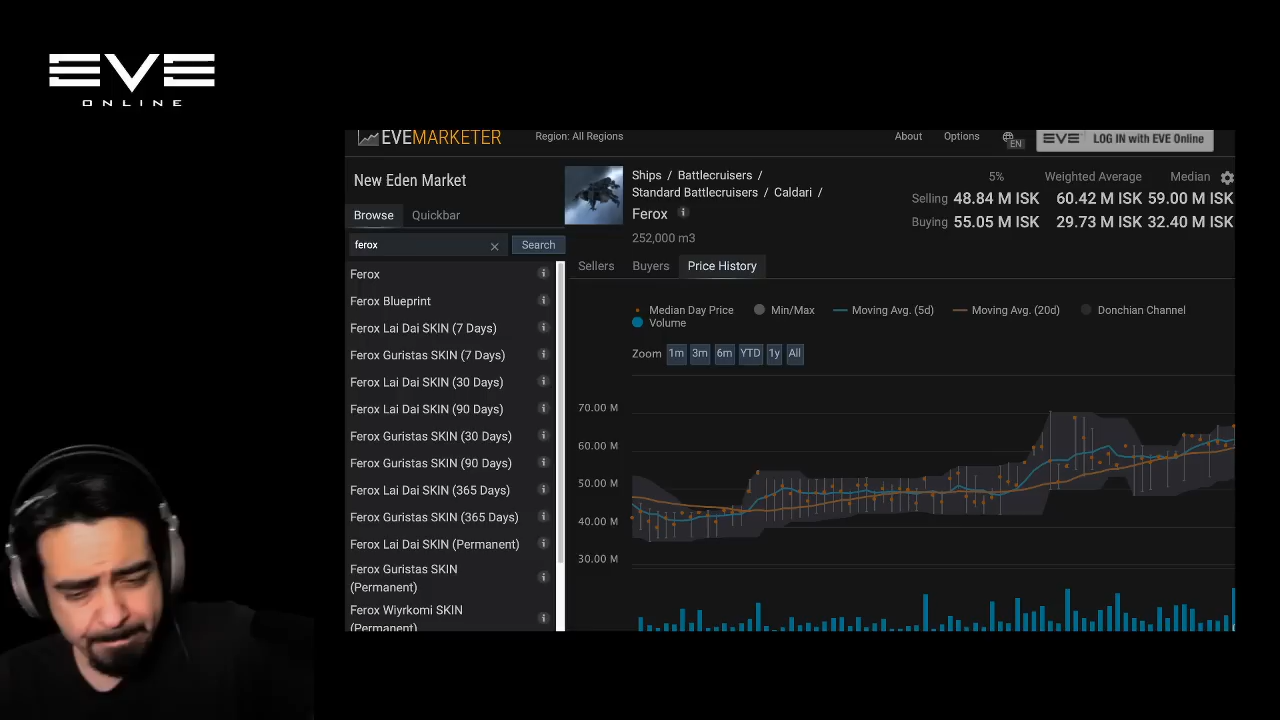 EVE
ONLINE
EVEMARKETER
Region: All Regions
About
Options
EN
EVE LOG IN with EVE Online
New Eden Market
Browse
Quickbar
ferox
Search
Ferox
Ferox Blueprint
Ferox Lai Dai SKIN (7 Days)
Ferox Guristas SKIN (7 Days)
Ferox Lai Dai SKIN (30 Days)
Ferox Lai Dai SKIN (90 Days)
Ferox Guristas SKIN (30 Days)
Ferox Guristas SKIN (90 Days)
Ferox Lai Dai SKIN (365 Days)
Ferox Guristas SKIN (365 Days)
Ferox Lai Dai SKIN (Permanent)
Ferox Guristas SKIN
(Permanent)
Ferox Wiyrkomi SKIN
(Permanent)
Ships / Battlecruisers /
Standard Battlecruisers / Caldari /
Ferox
252,000 m3
5% Weighted Average Median
Selling 48.84 M ISK 60.42 M ISK 59.00 M ISK
Buying 55.05 M ISK 29.73 M ISK 32.40 M ISK
Sellers
Buyers
Price History
Median Day Price Min/Max Moving Avg. (5d) Moving Avg. (20d) Donchian Channel
Volume
Zoom 1m 3m 6m YTD 1y All
70.00 M
60.00 M
50.00 M
40.00 M
30.00 M